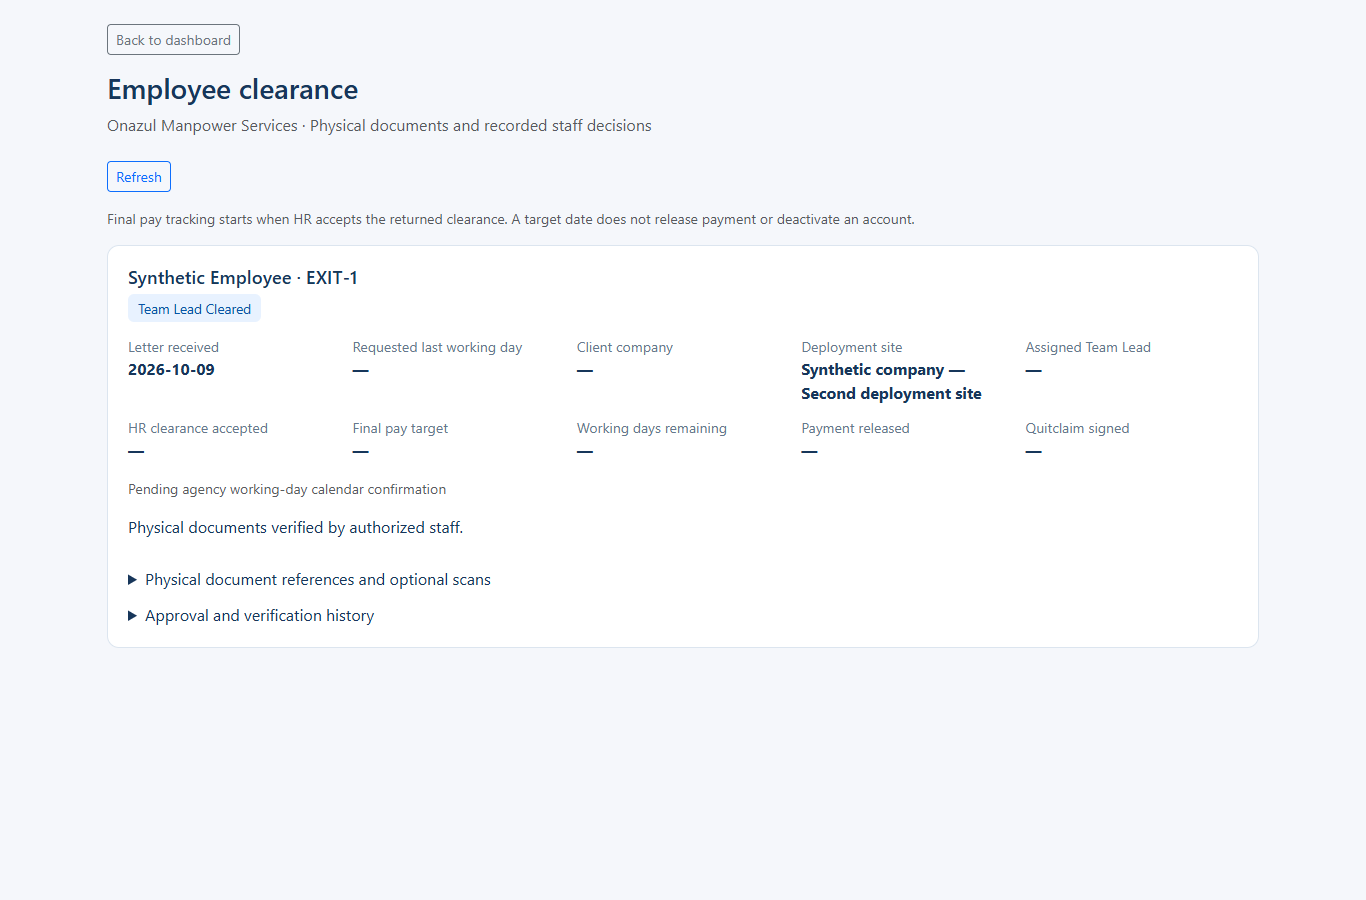 Back to dashboard
Employee clearance
Onazul Manpower Services · Physical documents and recorded staff decisions
Refresh
Final pay tracking starts when HR accepts the returned clearance. A target date does not release payment or deactivate an account.
Synthetic Employee · EXIT-1
Team Lead Cleared
Letter received
2026-10-09
Requested last working day
—
Client company
—
Deployment site
Synthetic company —
Second deployment site
Assigned Team Lead
—
HR clearance accepted
—
Final pay target
—
Working days remaining
—
Payment released
—
Quitclaim signed
—
Pending agency working-day calendar confirmation
Physical documents verified by authorized staff.
Physical document references and optional scans
Approval and verification history